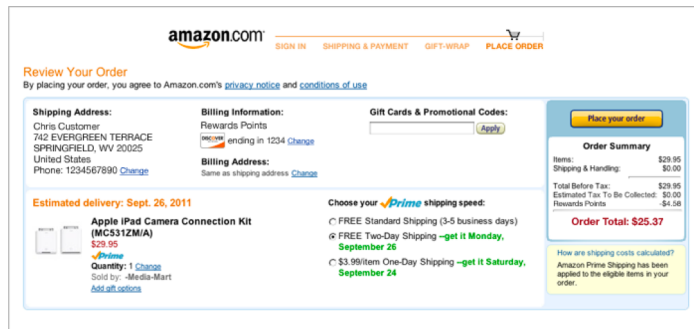 amazon.com
SIGN IN SHIPPING & PAYMENT GIFT-WRAP PLACE ORDER
Review Your Order
By placing your order, you agree to Amazon.com's privacy notice and conditions of use
Shipping Address:
Chris Customer
742 EVERGREEN TERRACE
SPRINGFIELD, WV 20025
United States
Phone: 1234567890 Change
Billing Information:
Rewards Points
DISCOVER ending in 1234 Change
Billing Address:
Same as shipping address Change
Gift Cards & Promotional Codes:
Apply
Place your order
Order Summary
Items: $29.95
Shipping & Handling: $0.00
Total Before Tax: $29.95
Estimated Tax To Be Collected: $0.00
Rewards Points -$4.58
Order Total: $25.37
How are shipping costs calculated?
Amazon Prime Shipping has been
applied to the eligible items in your
order.
Estimated delivery: Sept. 26, 2011
Apple iPad Camera Connection Kit
(MC531ZM/A)
$29.95
Prime
Quantity: 1 Change
Sold by: -Media-Mart
Add gift options
Choose your Prime shipping speed:
FREE Standard Shipping (3-5 business days)
FREE Two-Day Shipping --get it Monday,
September 26
$3.99/item One-Day Shipping --get it Saturday,
September 24